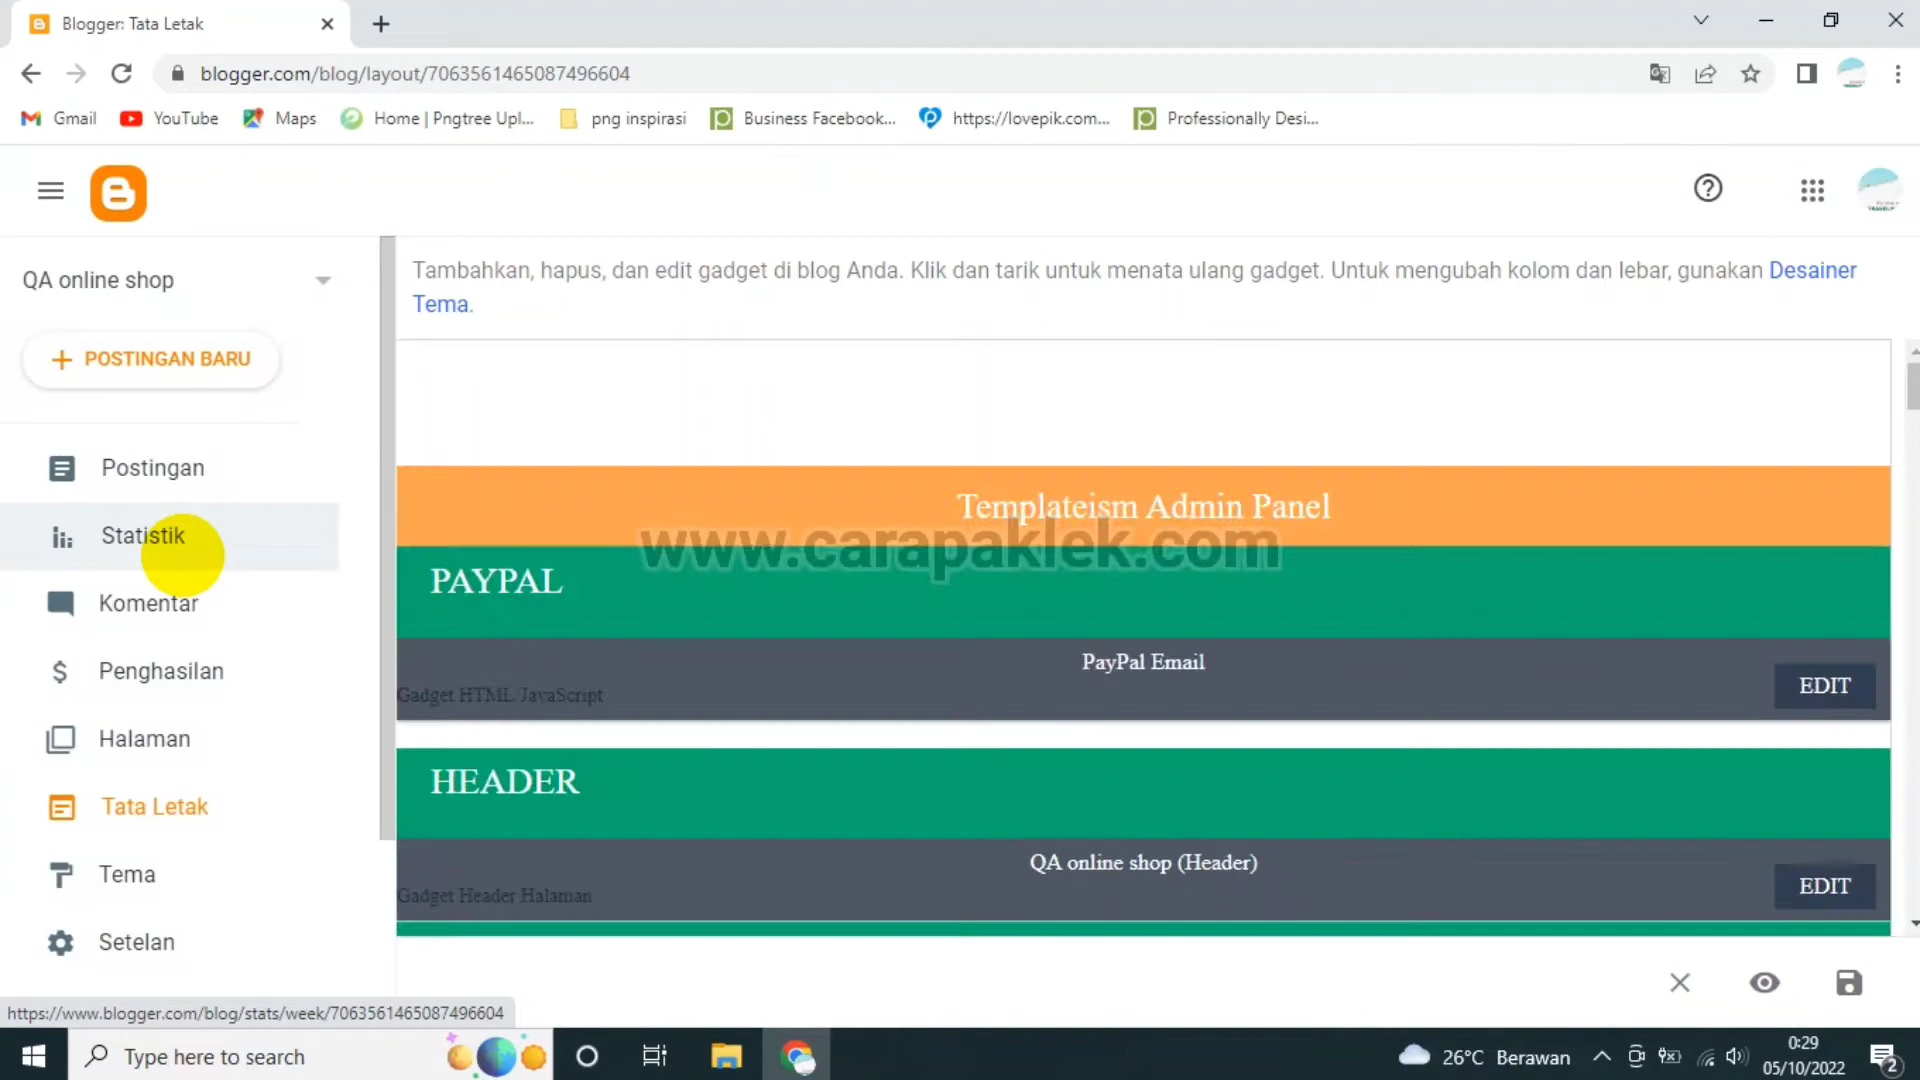 Blogger: Tata Letak
blogger.com/blog/layout/7063561465087496604
Gmail
YouTube
Maps
Home | Pngtree Upl...
png inspirasi
Business Facebook...
https://lovepik.com...
Professionally Desi...
QA online shop
Tambahkan, hapus, dan edit gadget di blog Anda. Klik dan tarik untuk menata ulang gadget. Untuk mengubah kolom dan lebar, gunakan Desainer
Tema.
POSTINGAN BARU
Postingan
Statistik
Komentar
Penghasilan
Halaman
Tata Letak
Tema
Setelan
Templateism Admin Panel
www.carapaklek.com
PAYPAL
PayPal Email
Gadget HTML/JavaScript
EDIT
HEADER
QA online shop (Header)
Gadget Header Halaman
EDIT
https://www.blogger.com/blog/stats/week/7063561465087496604
Type here to search
26°C Berawan
0:29
05/10/2022
2